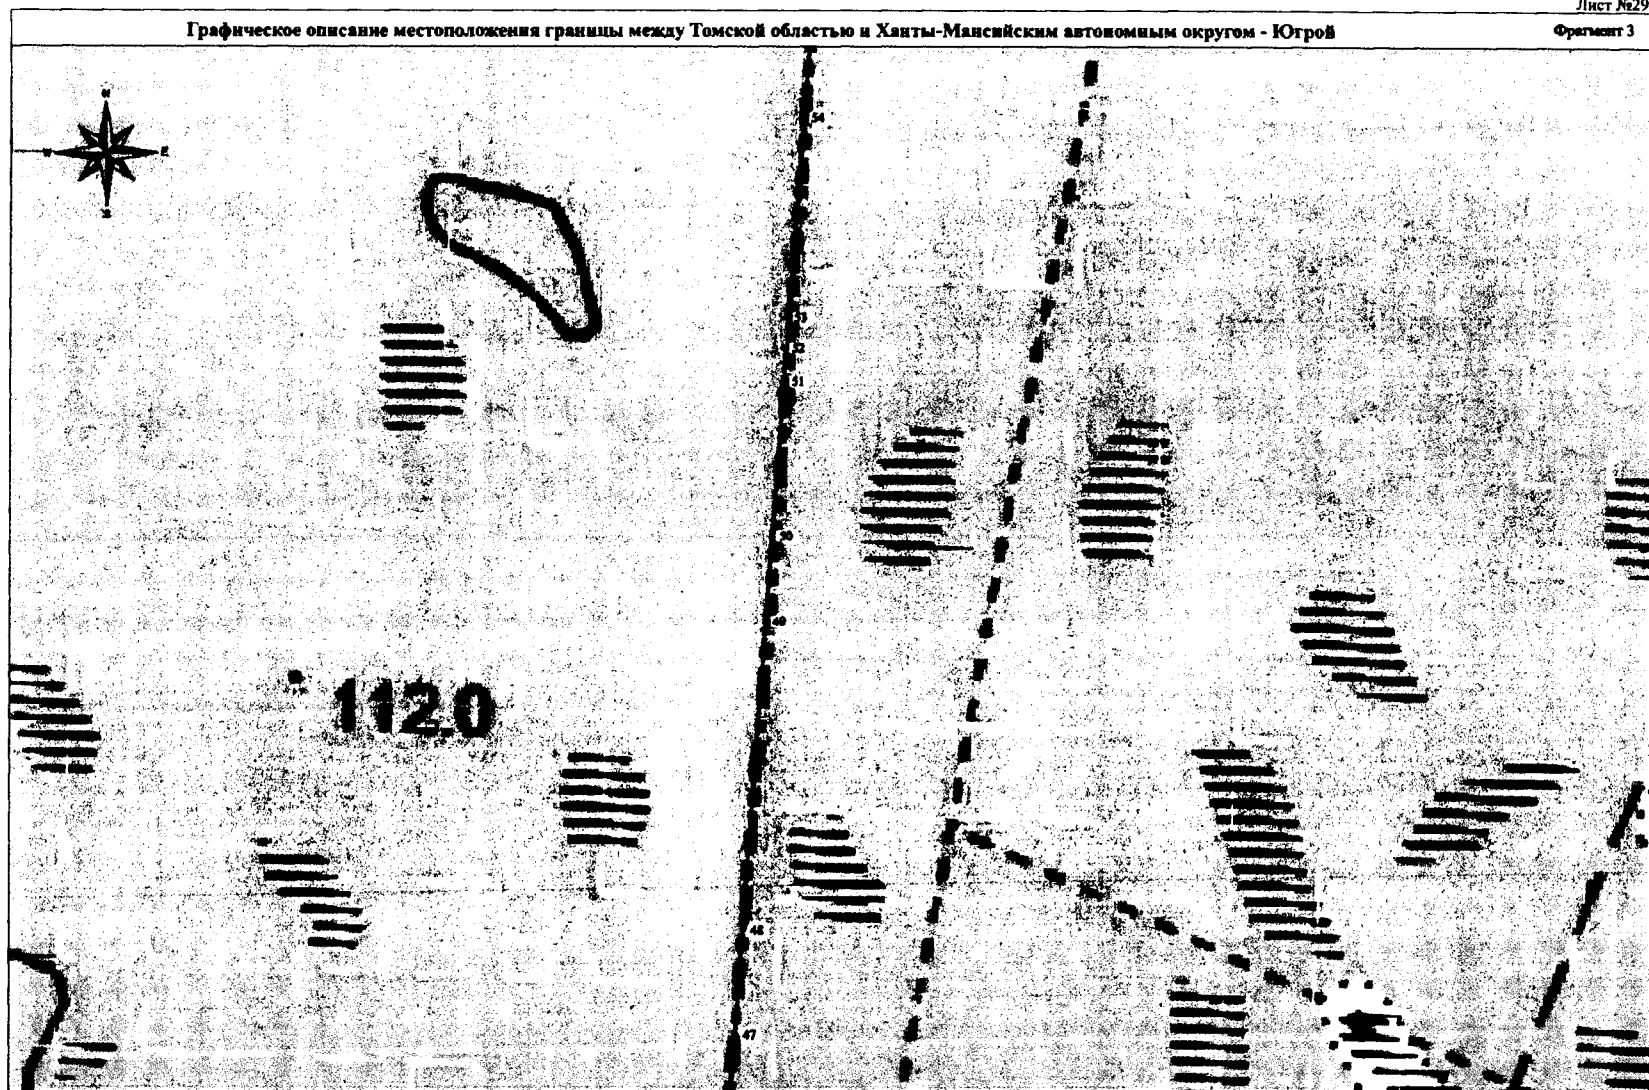 Лист №29
Графическое описание местоположения границы между Томской областью и Ханты-Мансийским автономным округом - Югрой
Фрагмент 3
54
E
53
52
51
49
112.0
48
47